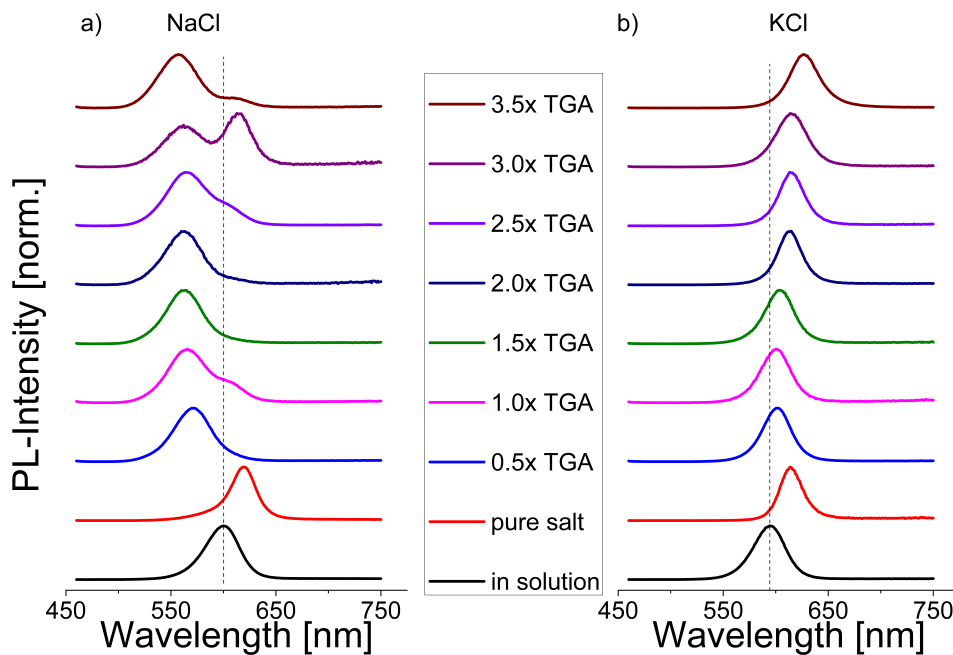 a) NaCl
b) KCl
PL-Intensity [norm.]
3.5x TGA
3.0x TGA
2.5x TGA
2.0x TGA
1.5x TGA
1.0x TGA
0.5x TGA
pure salt
in solution
450 550 650 750
450 550 650 750
Wavelength [nm]
Wavelength [nm]